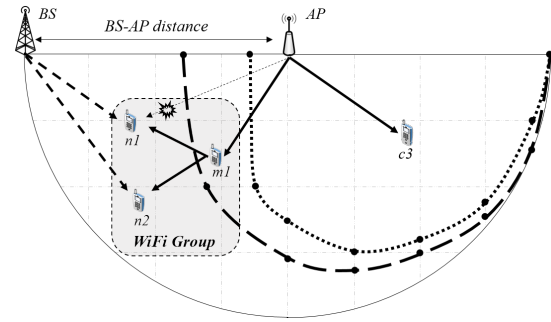 BS
BS-AP distance
AP
n1
m1
c3
n2
WiFi Group